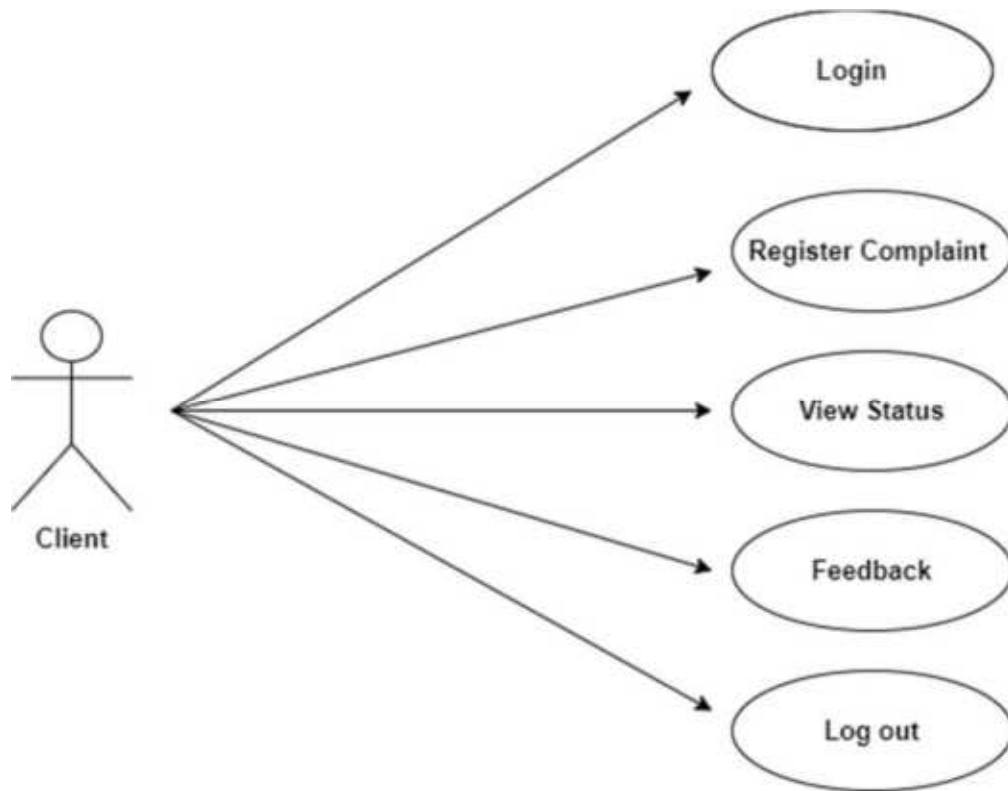 Login
Register Complaint
View Status
Client
Feedback
Log out